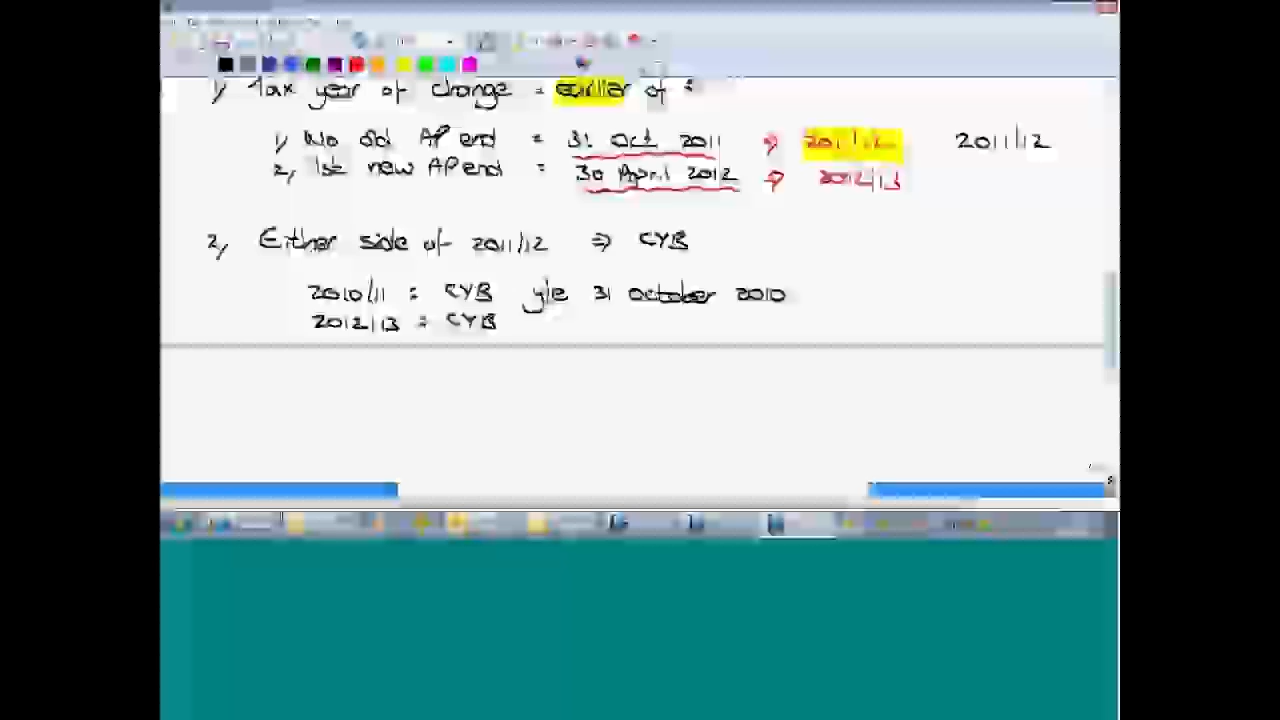 1) Tax year of change = earlier of :
1) No old AP end = 31 Oct 2011 ⇒ 2011/12 2011/12
2) 1st new AP end = 30 April 2012 ⇒ 2012/13
2) Either side of 2011/12 ⇒ CYB
2010/11 : CYB y/e 31 october 2010
2012/13 : CYB